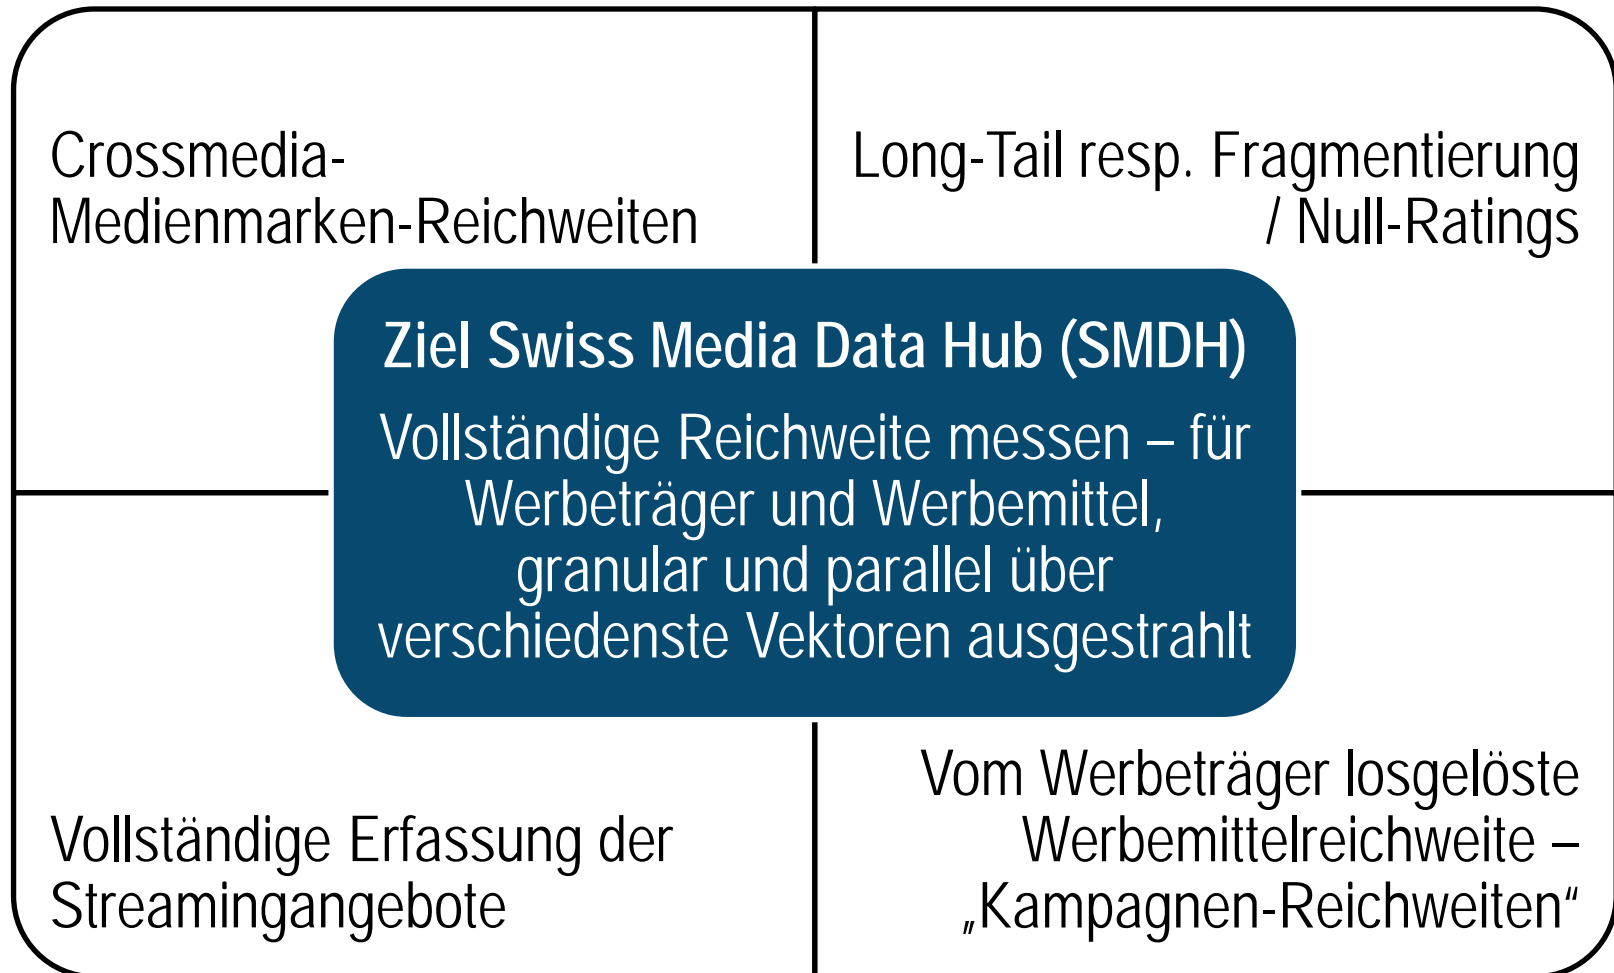 Crossmedia-
Medienmarken-Reichweiten
Long-Tail resp. Fragmentierung
/ Null-Ratings
Ziel Swiss Media Data Hub (SMDH)
Vollständige Reichweite messen – für
Werbeträger und Werbemittel,
granular und parallel über
verschiedenste Vektoren ausgestrahlt
Vollständige Erfassung der
Streamingangebote
Vom Werbeträger losgelöste
Werbemittelreichweite –
„Kampagnen-Reichweiten“